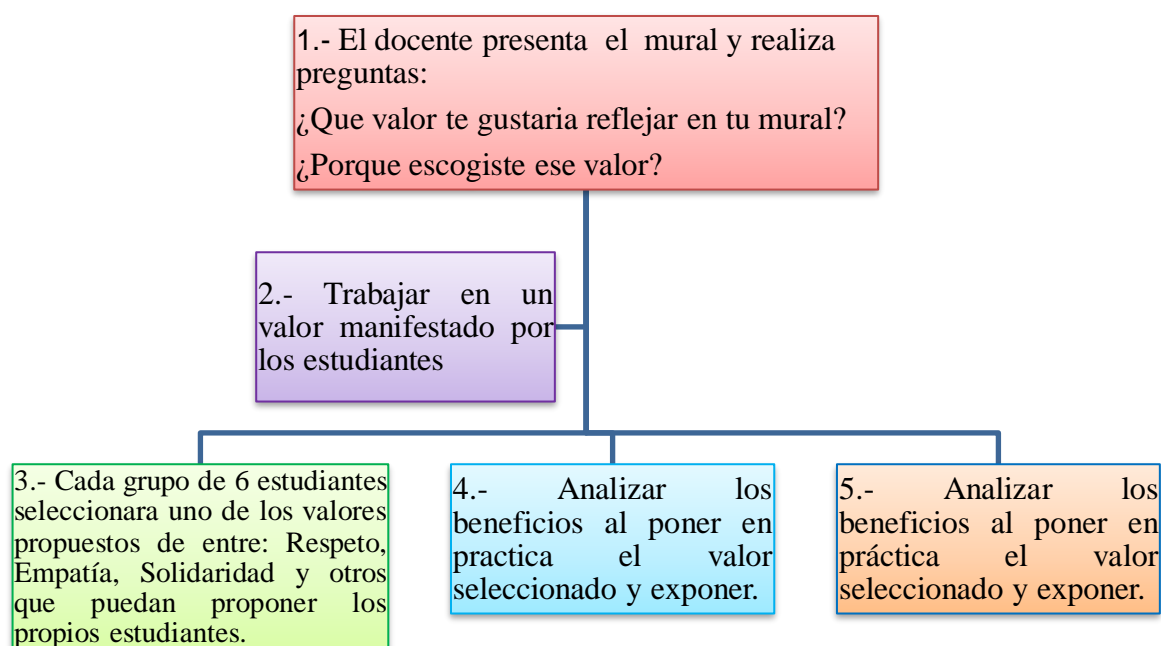 1.- El docente presenta el mural y realiza
preguntas:
¿Que valor te gustaria reflejar en tu mural?
¿Porque escogiste ese valor?
2.- Trabajar en un
valor manifestado por
los estudiantes
3.- Cada grupo de 6 estudiantes
seleccionara uno de los valores
propuestos de entre: Respeto,
Empatía, Solidaridad y otros
que puedan proponer los
propios estudiantes.
4.- Analizar los
beneficios al poner en
practica el valor
seleccionado y exponer.
5.- Analizar los
beneficios al poner en
práctica el valor
seleccionado y exponer.